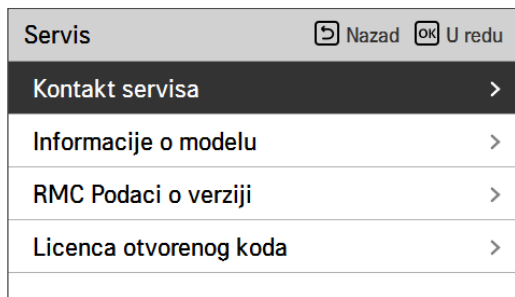 Servis Nazad OK U redu
Kontakt servisa >
Informacije o modelu >
RMC Podaci o verziji >
Licenca otvorenog koda >